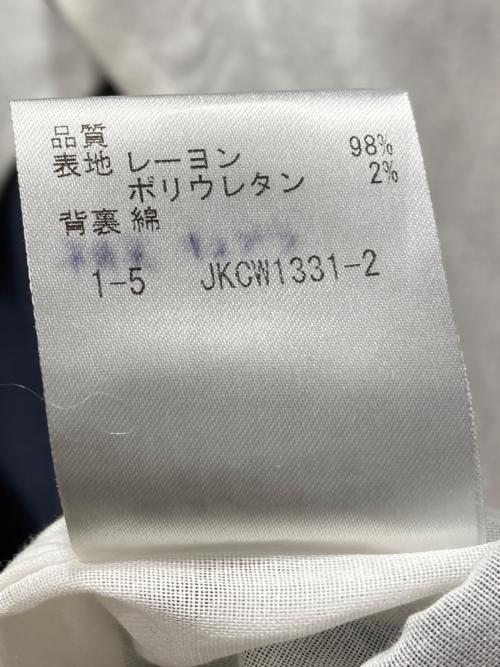 品質
表地 レーヨン 98%
ポリウレタン 2%
背裏 綿
1-5 JKCW1331-2